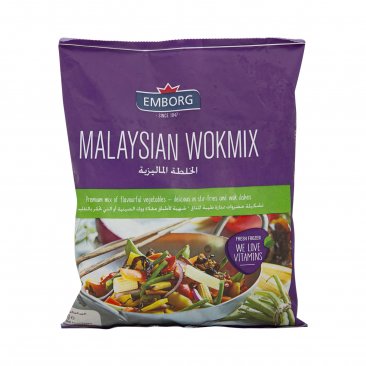 EMBORG
SINCE 1947
MALAYSIAN WOKMIX
الخلطة الماليزية
Premium mix of flavourful vegetables – delicious in stir-fries and wok dishes
FRESH FROZEN
WE LOVE
VITAMINS